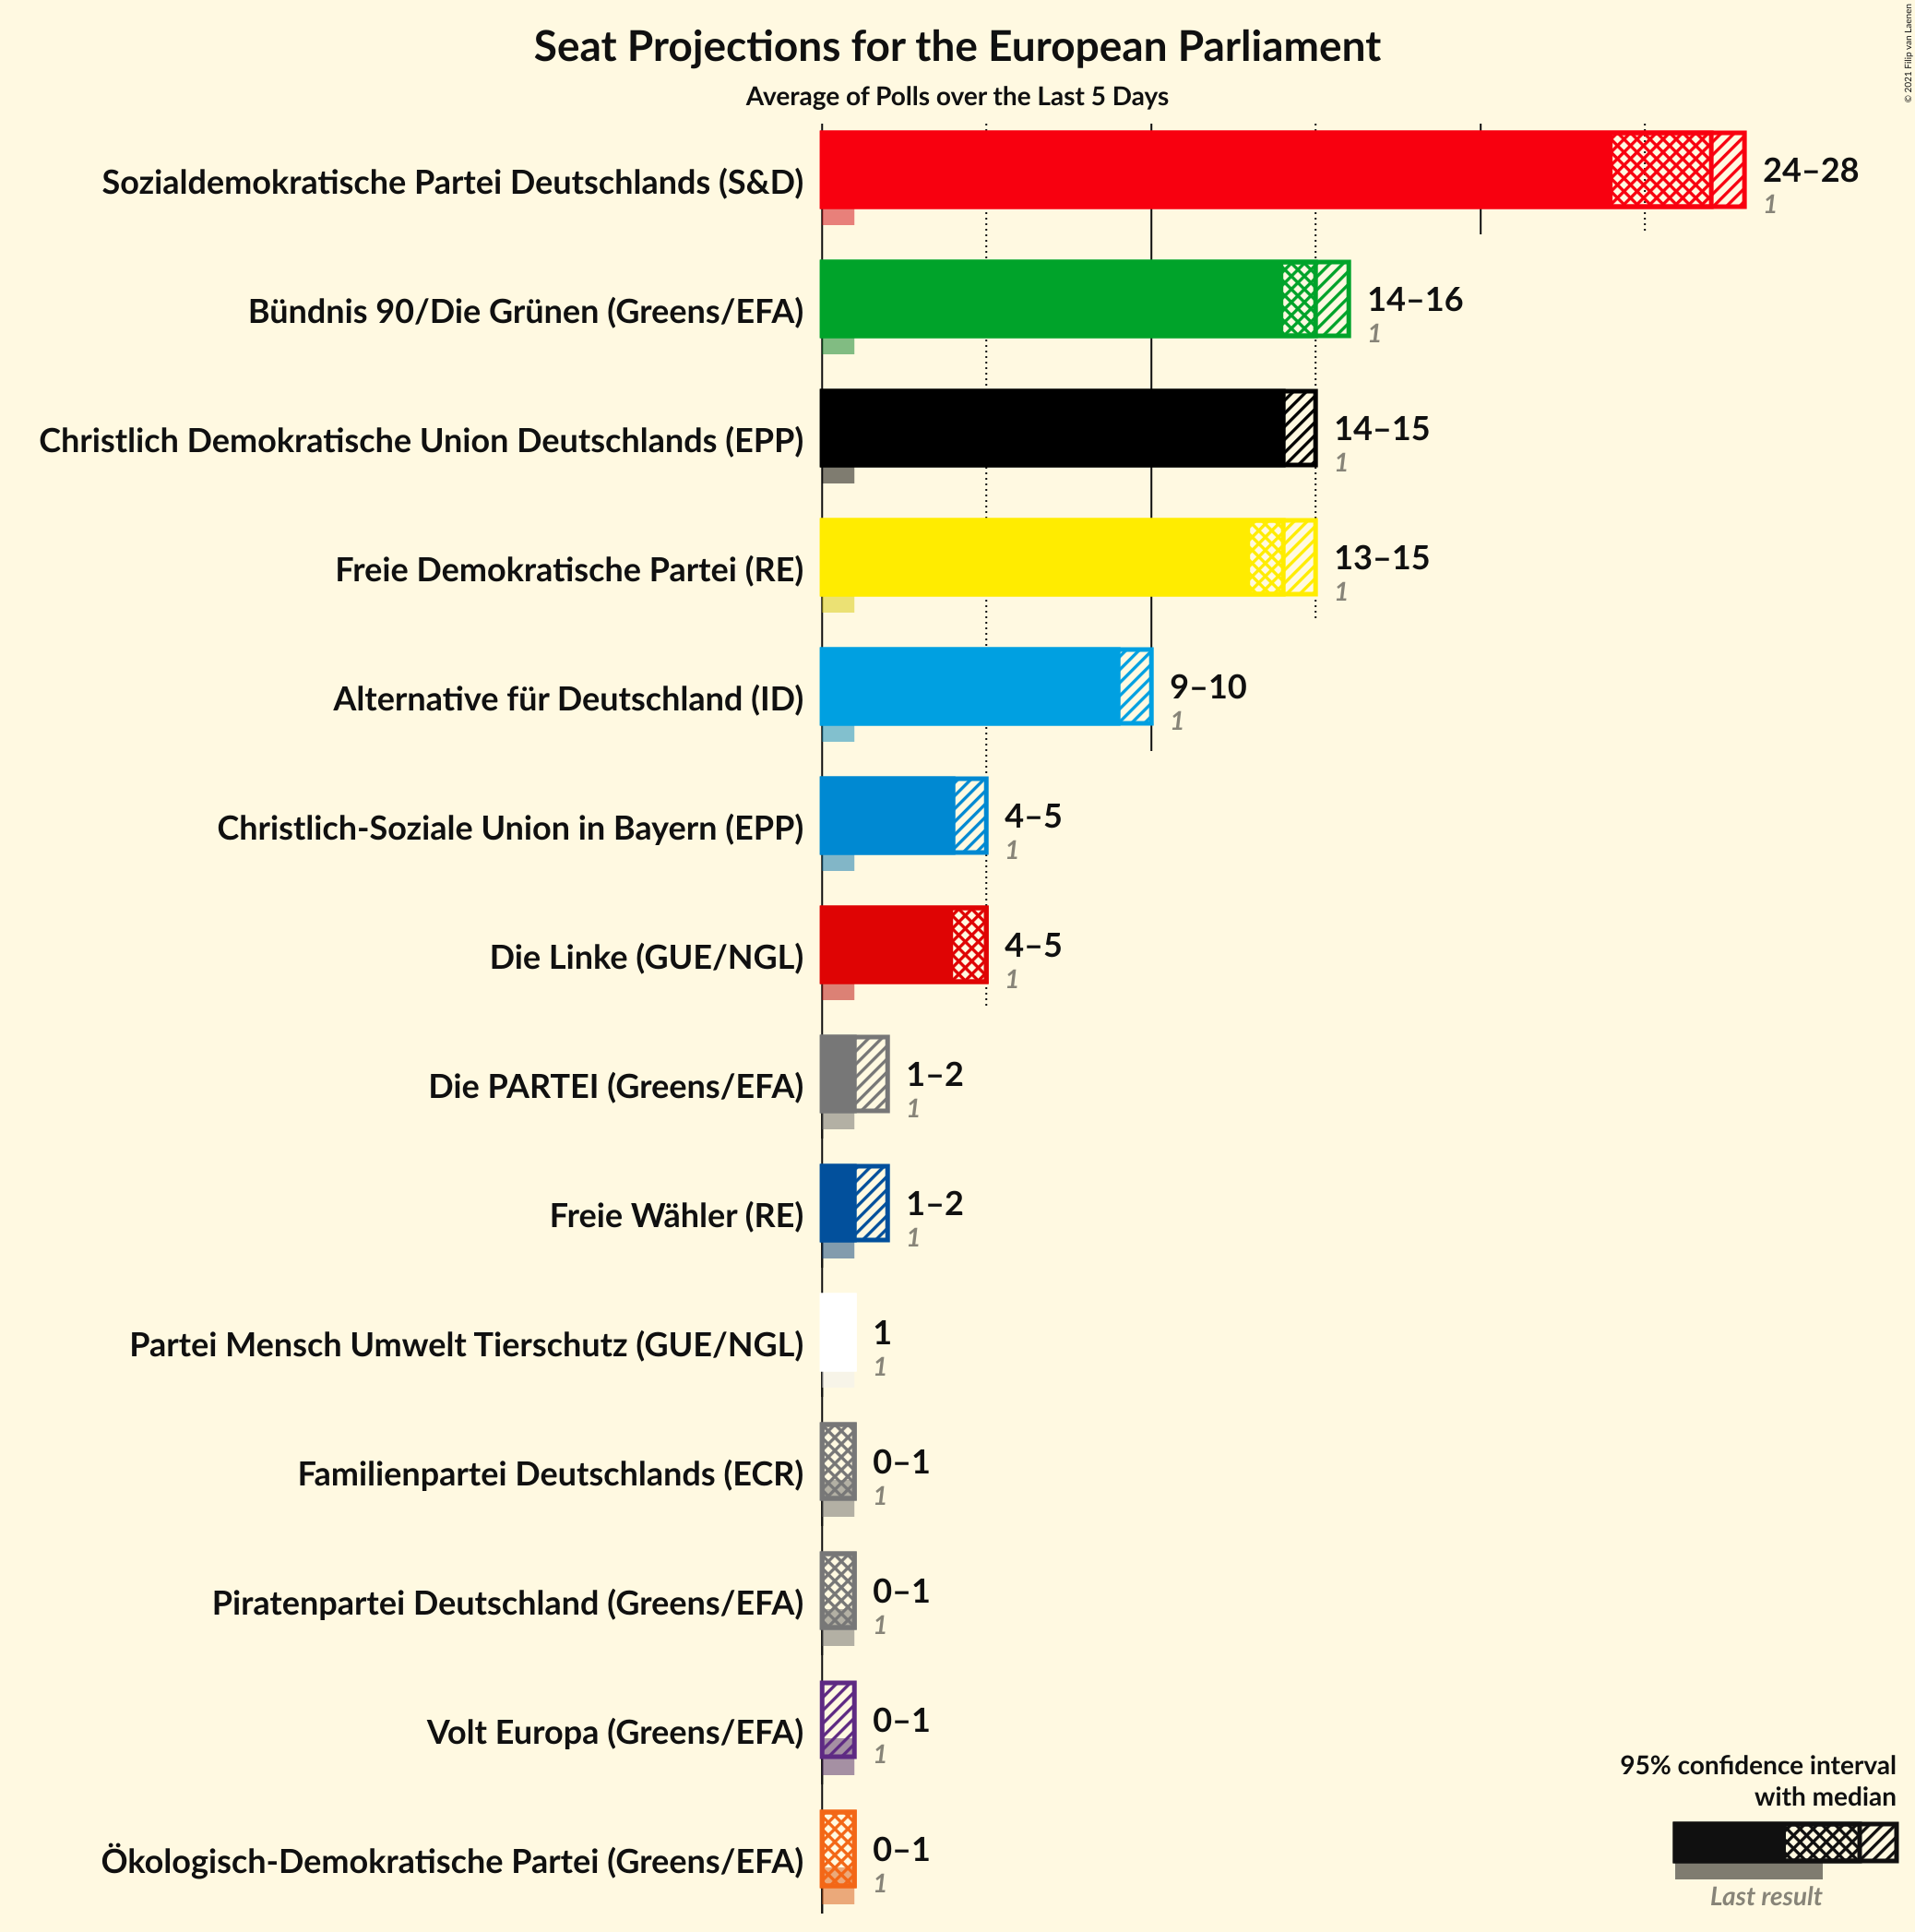 Seat Projections for the European Parliament
Average of Polls over the Last 5 Days
© 2021 Filip van Laenen
Sozialdemokratische Partei Deutschlands (S&D)
24–28
1
Bündnis 90/Die Grünen (Greens/EFA)
14–16
1
Christlich Demokratische Union Deutschlands (EPP)
14–15
1
Freie Demokratische Partei (RE)
13–15
1
Alternative für Deutschland (ID)
9–10
1
Christlich-Soziale Union in Bayern (EPP)
4–5
1
Die Linke (GUE/NGL)
4–5
1
Die PARTEI (Greens/EFA)
1–2
1
Freie Wähler (RE)
1–2
1
Partei Mensch Umwelt Tierschutz (GUE/NGL)
1
1
Familienpartei Deutschlands (ECR)
0–1
1
Piratenpartei Deutschland (Greens/EFA)
0–1
1
Volt Europa (Greens/EFA)
0–1
1
Ökologisch-Demokratische Partei (Greens/EFA)
0–1
1
95% confidence interval
with median
Last result